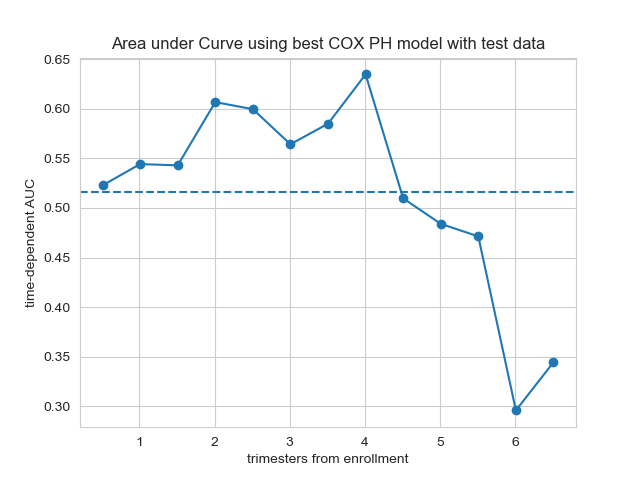 Area under Curve using best COX PH model with test data
time-dependent AUC
0.65
0.60
0.55
0.50
0.45
0.40
0.35
0.30
1 2 3 4 5 6
trimesters from enrollment